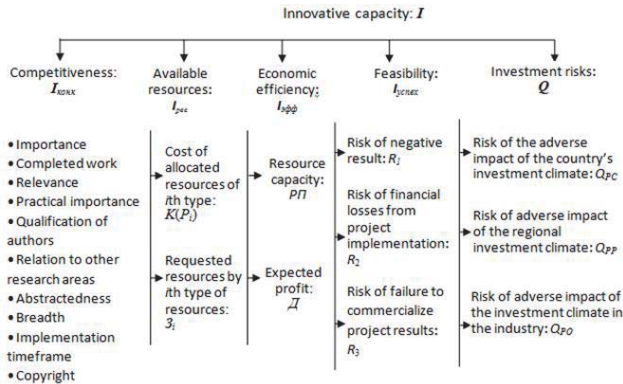 Innovative capacity: I
Competitiveness:
Iконк
Available
resources:
Iрес
Economic
efficiency:
Iэфф
Feasibility:
Iуспех
Investment risks:
Q
• Importance
• Completed work
• Relevance
• Practical importance
• Qualification of
authors
• Relation to other
research areas
• Abstractedness
• Breadth
• Implementation
timeframe
• Copyright
Cost of
allocated
resources of
ith type:
K(Pi)
Requested
resources by
ith type of
resources:
Зi
Resource
capacity:
РП
Expected
profit:
Д
Risk of negative
result: R1
Risk of financial
losses from
project
implementation:
R2
Risk of failure to
commercialize
project results:
R3
Risk of the adverse
impact of the country's
investment climate: QPC
Risk of adverse impact
of the regional
investment climate: QPP
Risk of adverse impact of
the investment climate in
the industry: QPO